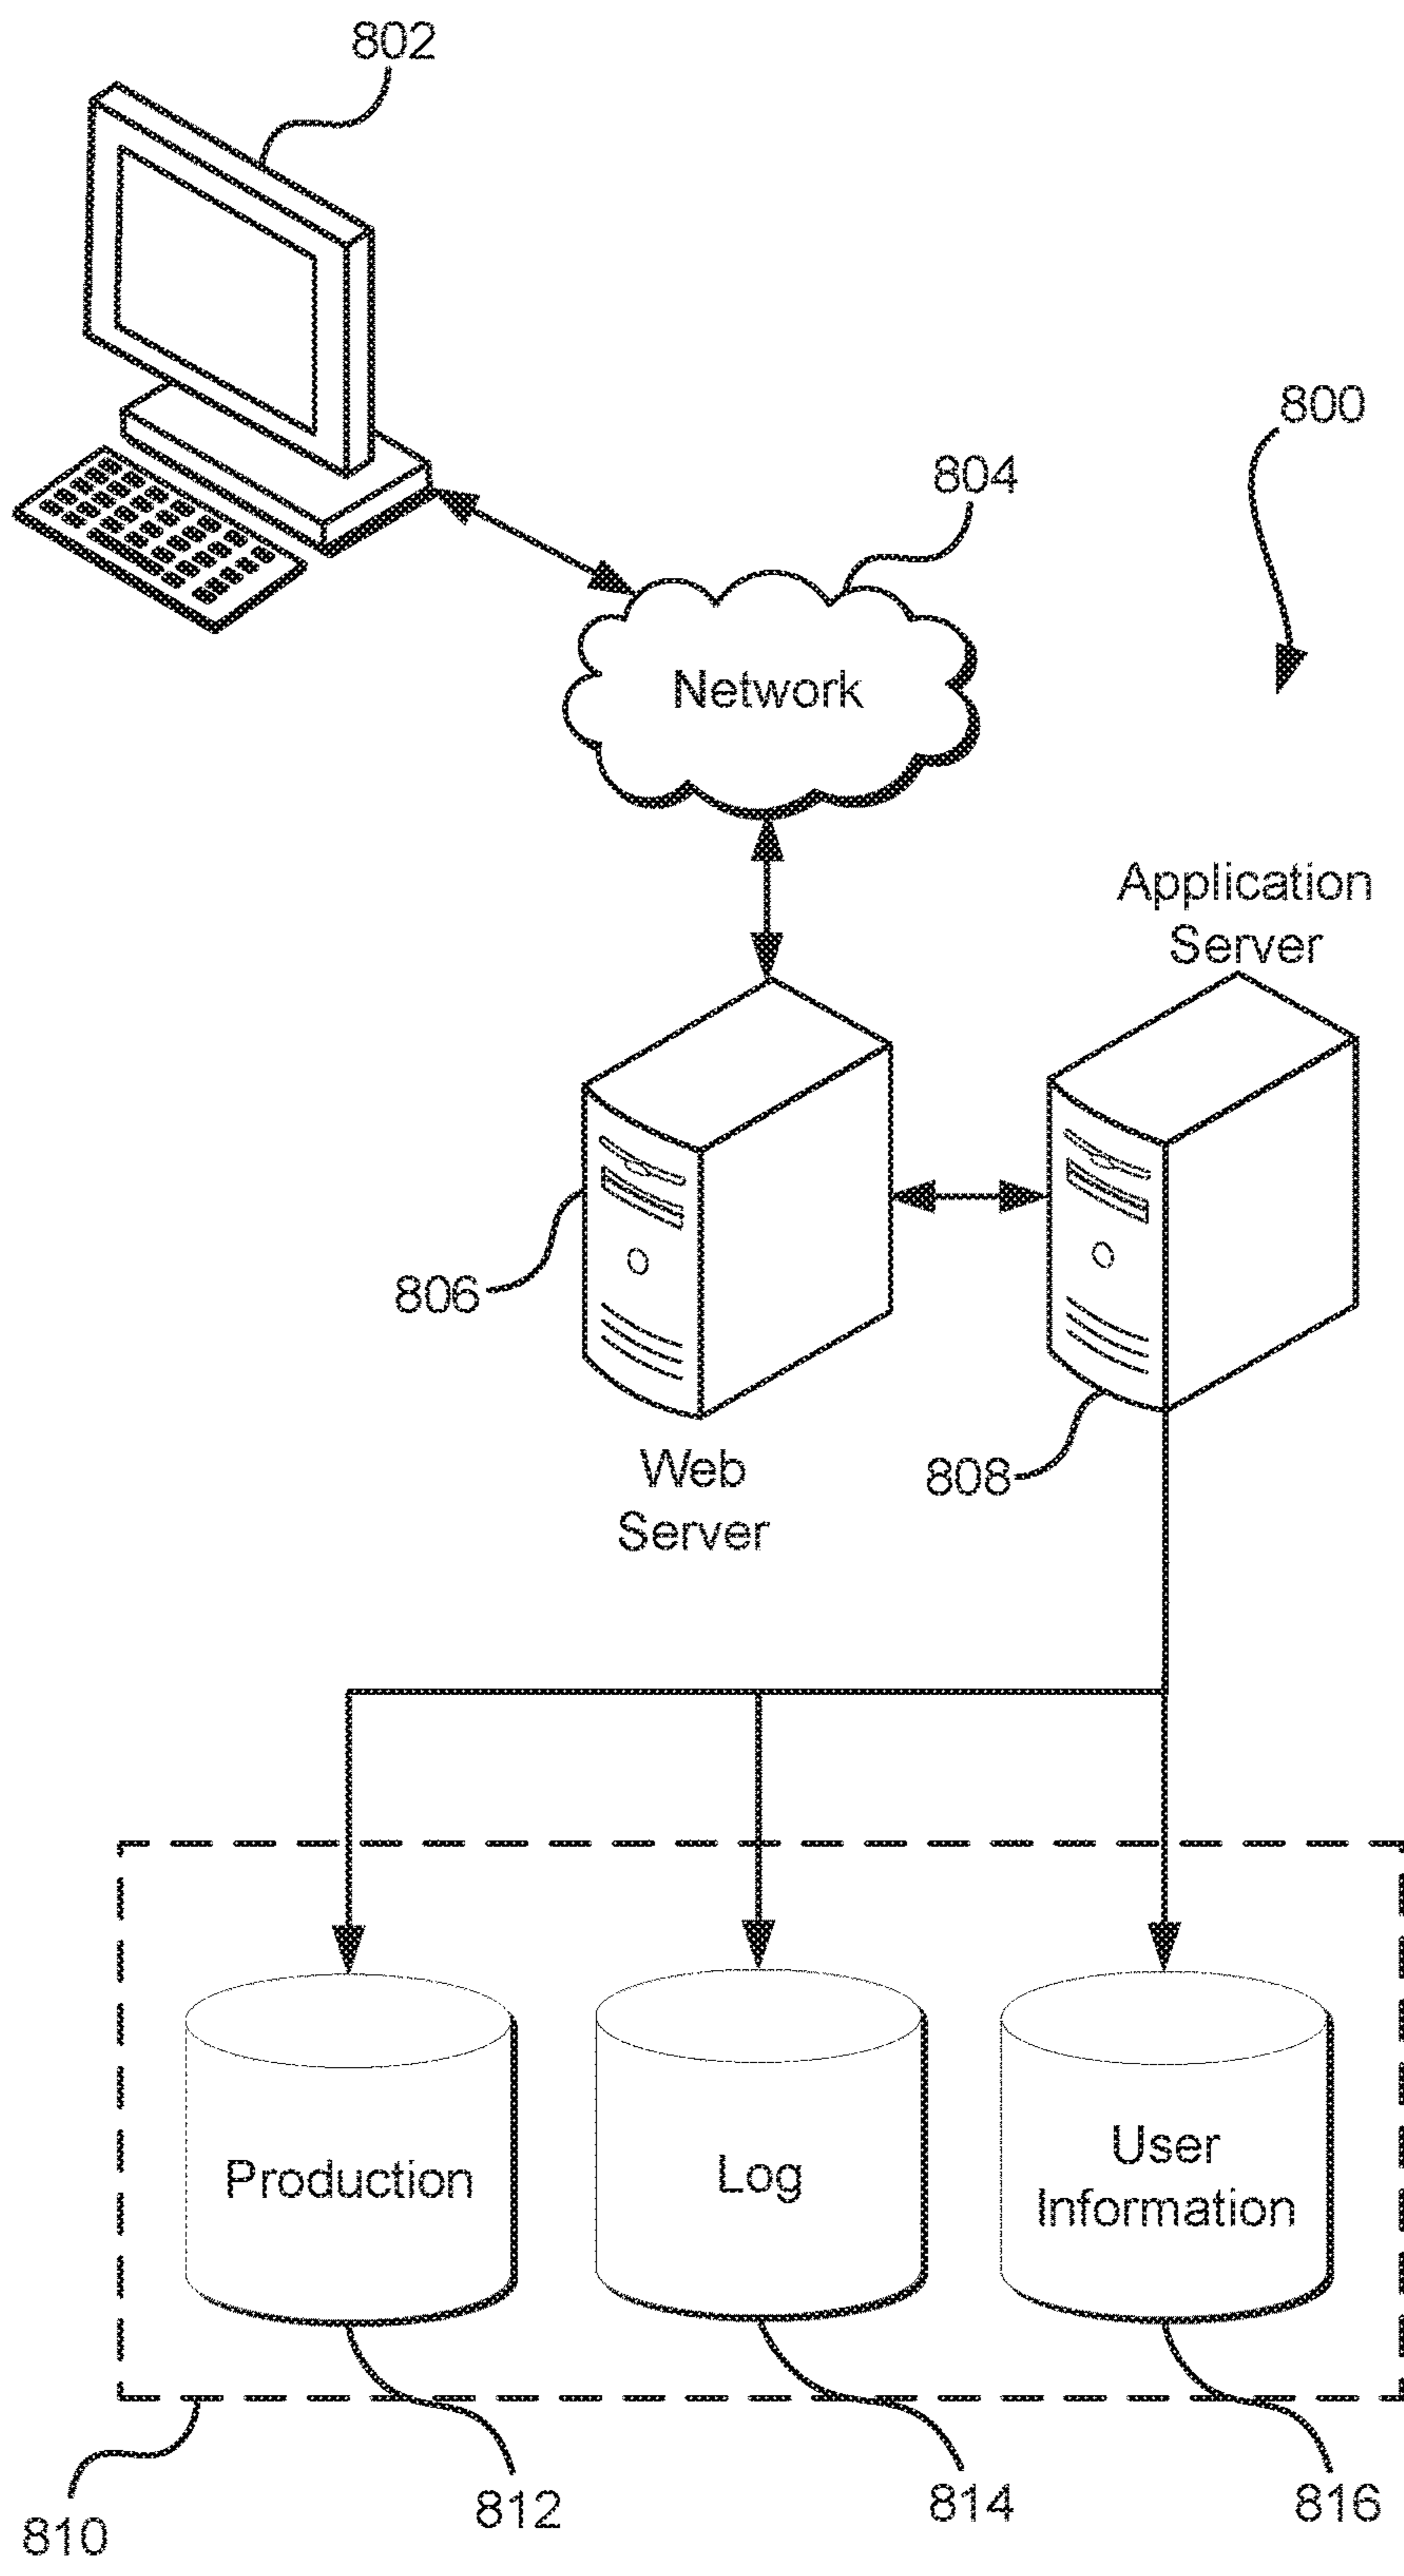 802
800
804
Network
Application
Server
806
808
Web
Server
Production
Log
User
Information
810
812
814
816